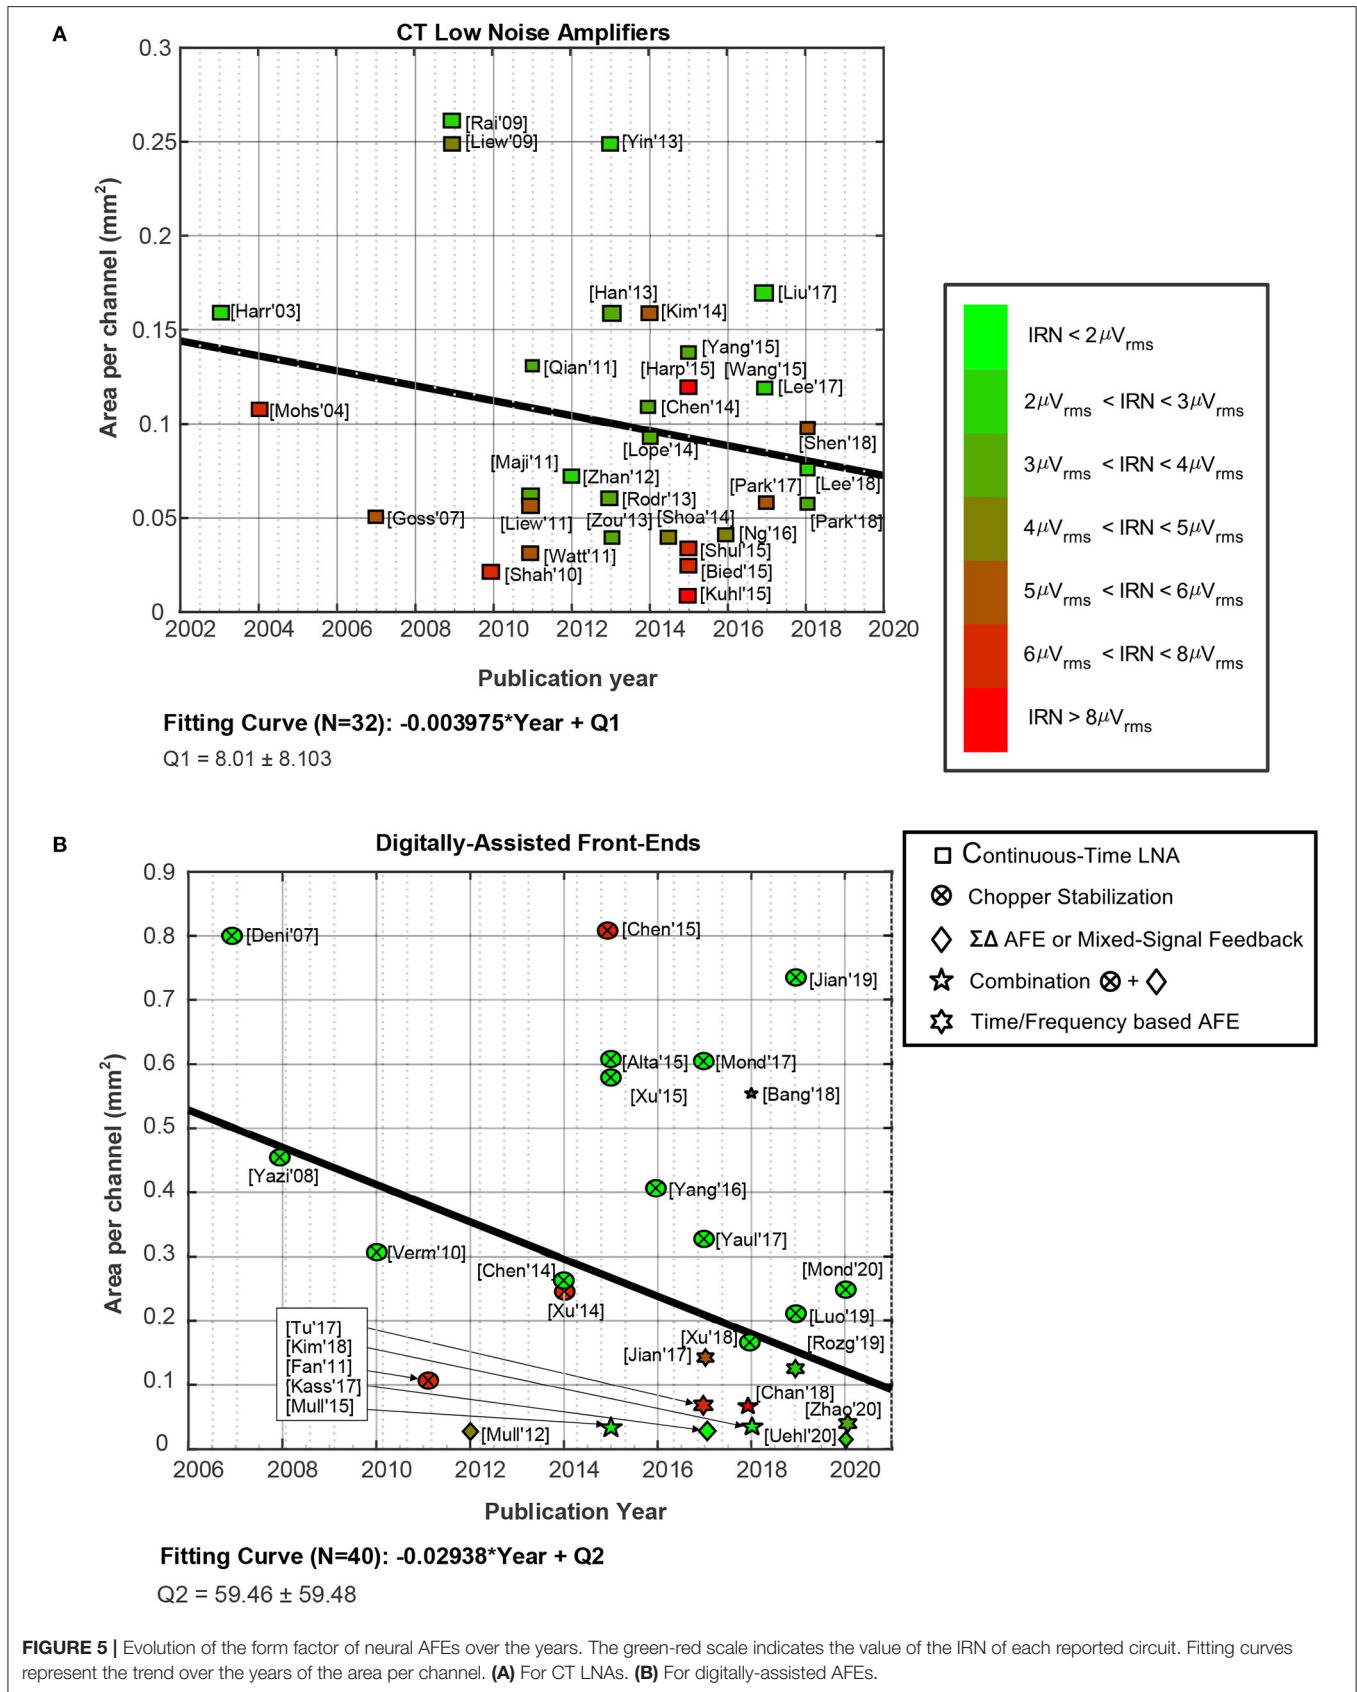 A
CT Low Noise Amplifiers
0.3
0.25
0.2
0.15
0.1
0.05
0
Area per channel (mm²)
[Rai'09]
[Liew'09]
[Yin'13]
[Harr'03]
[Han'13]
[Kim'14]
[Liu'17]
[Yang'15]
[Qian'11]
[Harp'15]
[Wang'15]
[Lee'17]
[Mohs'04]
[Chen'14]
[Shen'18]
[Lope'14]
[Maji'11]
[Zhan'12]
[Lee'18]
[Park'17]
[Rodr'13]
[Goss'07]
[Liew'11]
[Zou'13]
[Shoa'14]
[Park'18]
[Ng'16]
[Watt'11]
[Shul'15]
[Shah'10]
[Bied'15]
[Kuhl'15]
2002 2004 2006 2008 2010 2012 2014 2016 2018 2020
Publication year
Fitting Curve (N=32): -0.003975*Year + Q1
Q1 = 8.01 ± 8.103
IRN < 2μVrms
2μVrms < IRN < 3μVrms
3μVrms < IRN < 4μVrms
4μVrms < IRN < 5μVrms
5μVrms < IRN < 6μVrms
6μVrms < IRN < 8μVrms
IRN > 8μVrms
B
Digitally-Assisted Front-Ends
0.9
0.8
0.7
0.6
0.5
0.4
0.3
0.2
0.1
0
Area per channel (mm²)
[Deni'07]
[Chen'15]
[Jian'19]
[Alta'15]
[Mond'17]
[Xu'15]
[Bang'18]
[Yazi'08]
[Yang'16]
[Verm'10]
[Yaul'17]
[Chen'14]
[Mond'20]
[Xu'14]
[Luo'19]
[Tu'17]
[Kim'18]
[Fan'11]
[Kass'17]
[Mull'15]
[Xu'18]
[Rozg'19]
[Jian'17]
[Chan'18]
[Zhao'20]
[Mull'12]
[Uehl'20]
2006 2008 2010 2012 2014 2016 2018 2020
Publication Year
Fitting Curve (N=40): -0.02938*Year + Q2
Q2 = 59.46 ± 59.48
Continuous-Time LNA
Chopper Stabilization
ΣΔ AFE or Mixed-Signal Feedback
Combination ⊗ + ◇
Time/Frequency based AFE
FIGURE 5 | Evolution of the form factor of neural AFEs over the years. The green-red scale indicates the value of the IRN of each reported circuit. Fitting curves
represent the trend over the years of the area per channel. (A) For CT LNAs. (B) For digitally-assisted AFEs.